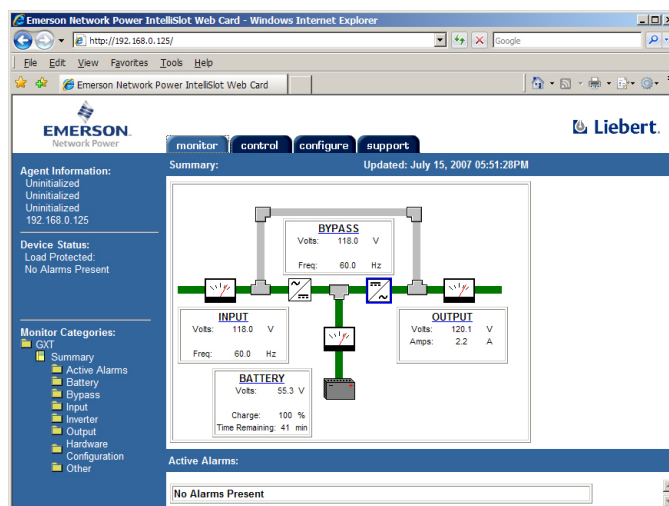 Emerson Network Power IntelliSlot Web Card - Windows Internet Explorer
http://192.168.0.125/
Google
File Edit View Favorites Tools Help
Emerson Network Power IntelliSlot Web Card
EMERSON.
Network Power
monitor control configure support
Liebert.
Summary: Updated: July 15, 2007 05:51:28PM
Agent Information:
Uninitialized
Uninitialized
Uninitialized
192.168.0.125
Device Status:
Load Protected:
No Alarms Present
Monitor Categories:
GXT
Summary
Active Alarms
Battery
Bypass
Input
Inverter
Output
Hardware
Configuration
Other
BYPASS
Volts: 118.0 V
Freq: 60.0 Hz
INPUT
Volts: 118.0 V
Freq: 60.0 Hz
OUTPUT
Volts: 120.1 V
Amps: 2.2 A
BATTERY
Volts: 55.3 V
Charge: 100 %
Time Remaining: 41 min
Active Alarms:
No Alarms Present